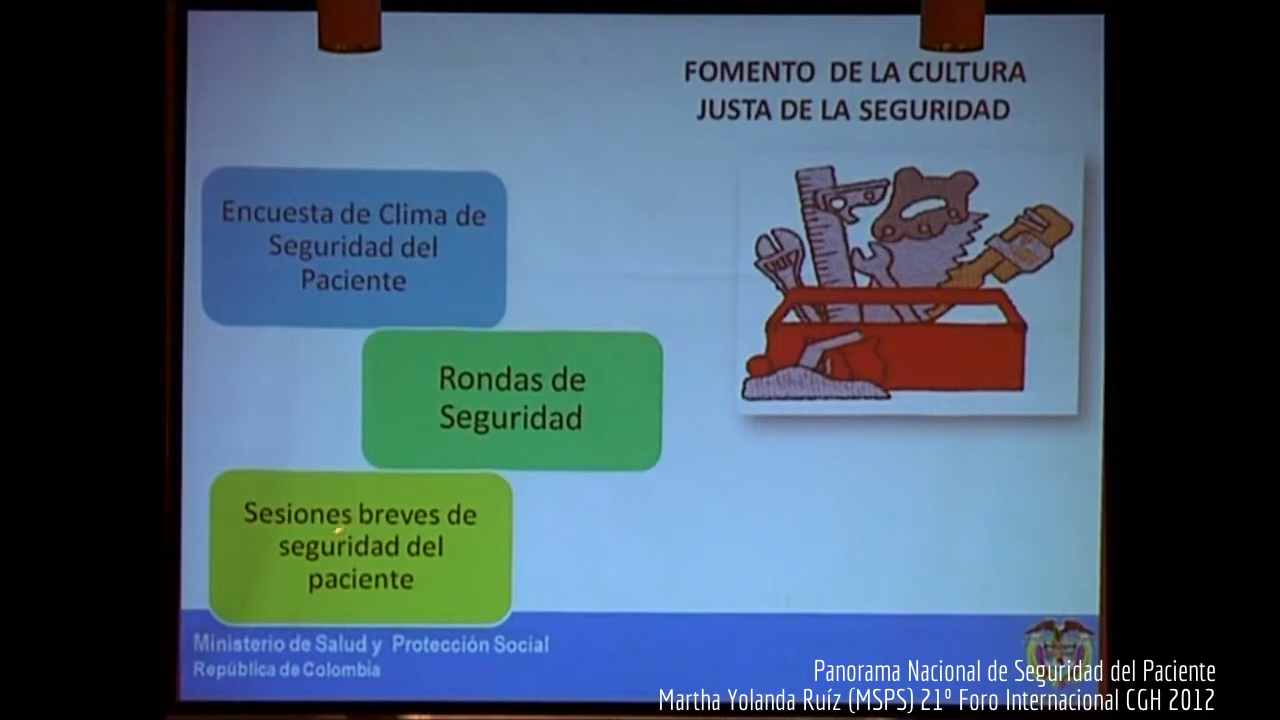 FOMENTO DE LA CULTURA
JUSTA DE LA SEGURIDAD
Encuesta de Clima de
Seguridad del
Paciente
Rondas de
Seguridad
Sesiones breves de
seguridad del
paciente
Ministerio de Salud y Protección Social
República de Colombia
Panorama Nacional de Seguridad del Paciente
Martha Yolanda Ruíz (MSPS) 21º Foro Internacional CGH 2012